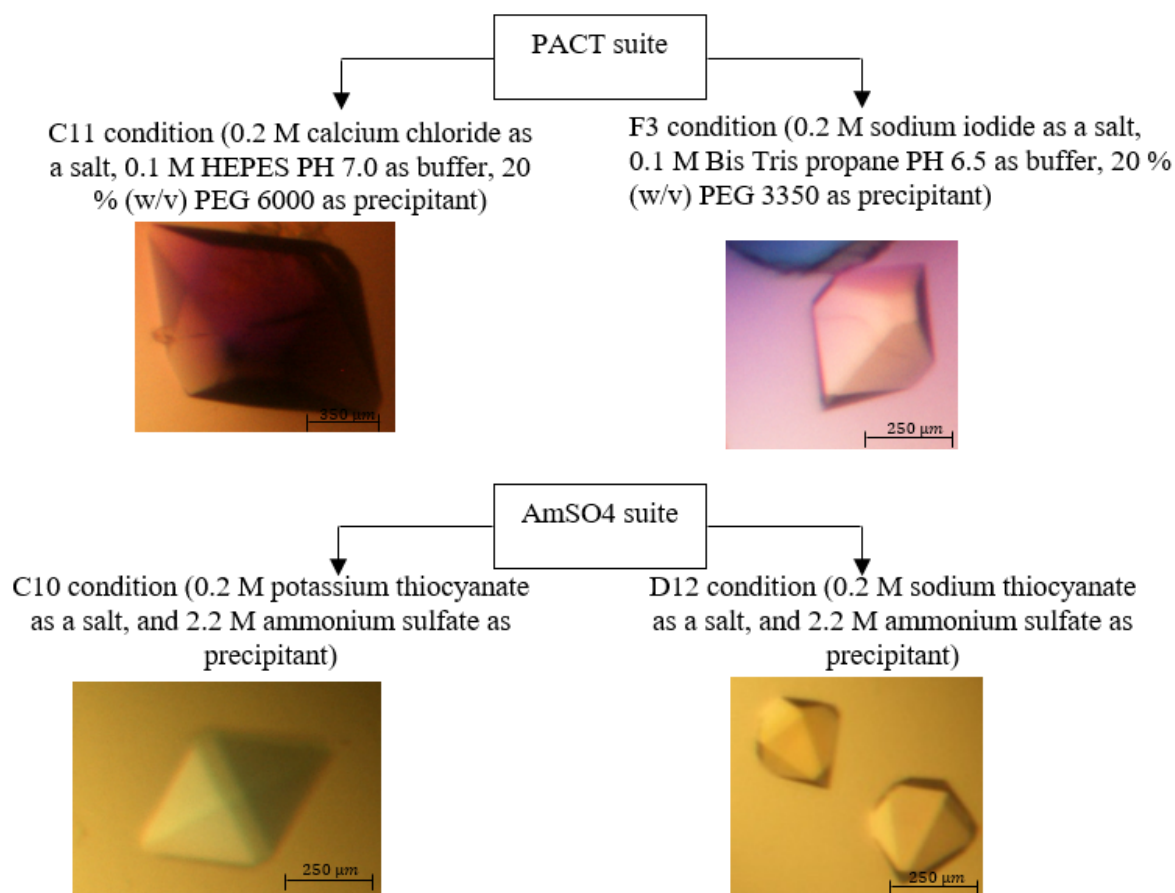 PACT suite
C11 condition (0.2 M calcium chloride as
a salt, 0.1 M HEPES PH 7.0 as buffer, 20
% (w/v) PEG 6000 as precipitant)
F3 condition (0.2 M sodium iodide as a salt,
0.1 M Bis Tris propane PH 6.5 as buffer, 20 %
(w/v) PEG 3350 as precipitant)
350 μm
250 μm
AmSO4 suite
C10 condition (0.2 M potassium thiocyanate
as a salt, and 2.2 M ammonium sulfate as
precipitant)
D12 condition (0.2 M sodium thiocyanate
as a salt, and 2.2 M ammonium sulfate as
precipitant)
250 μm
250 μm